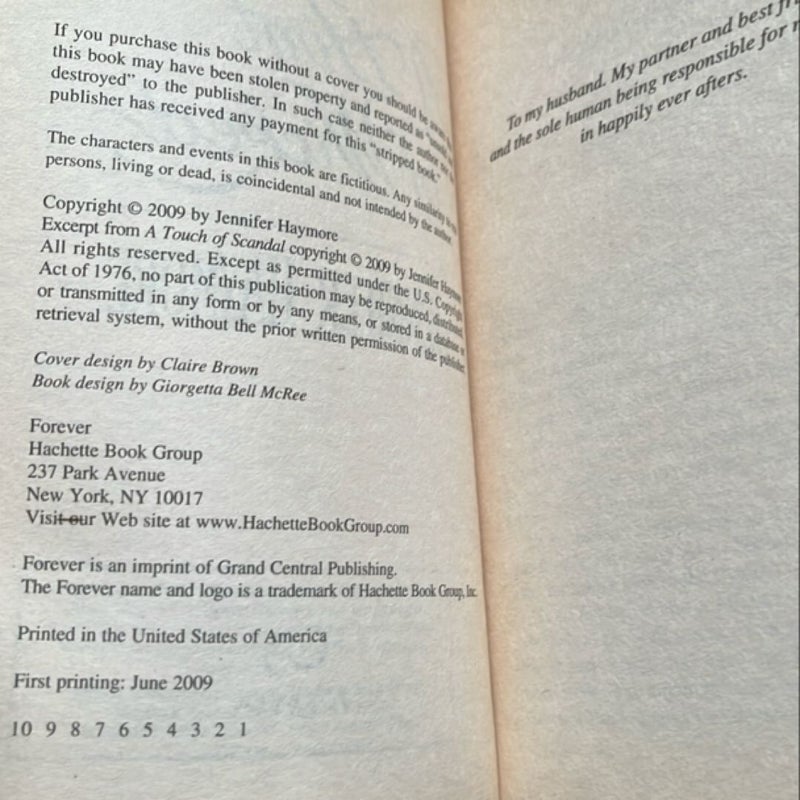 If you purchase this book without a cover you should be aware
this book may have been stolen property and reported as "unsold
destroyed" to the publisher. In such case neither the author nor
publisher has received any payment for this "stripped book."
The characters and events in this book are fictitious. Any similarity
persons, living or dead, is coincidental and not intended by the author.
Copyright © 2009 by Jennifer Haymore
Excerpt from A Touch of Scandal copyright © 2009 by Jennifer Haymore
All rights reserved. Except as permitted under the U.S. Copyright
Act of 1976, no part of this publication may be reproduced, distributed
or transmitted in any form or by any means, or stored in a database or
retrieval system, without the prior written permission of the publisher.
Cover design by Claire Brown
Book design by Giorgetta Bell McRee
Forever
Hachette Book Group
237 Park Avenue
New York, NY 10017
Visit our Web site at www.HachetteBookGroup.com
Forever is an imprint of Grand Central Publishing.
The Forever name and logo is a trademark of Hachette Book Group, Inc.
Printed in the United States of America
First printing: June 2009
10 9 8 7 6 5 4 3 2 1
To my husband. My partner and best
and the sole human being responsible for
in happily ever afters.